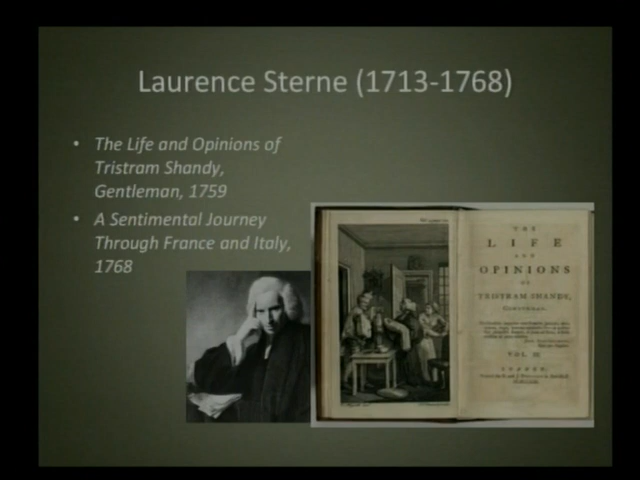 Laurence Sterne (1713-1768)
• The Life and Opinions of
Tristram Shandy,
Gentleman, 1759
• A Sentimental Journey
Through France and Italy,
1768
THE
LIFE
AND
OPINIONS
OF
TRISTRAM SHANDY,
GENTLEMAN.
VOL. III.
LONDON: